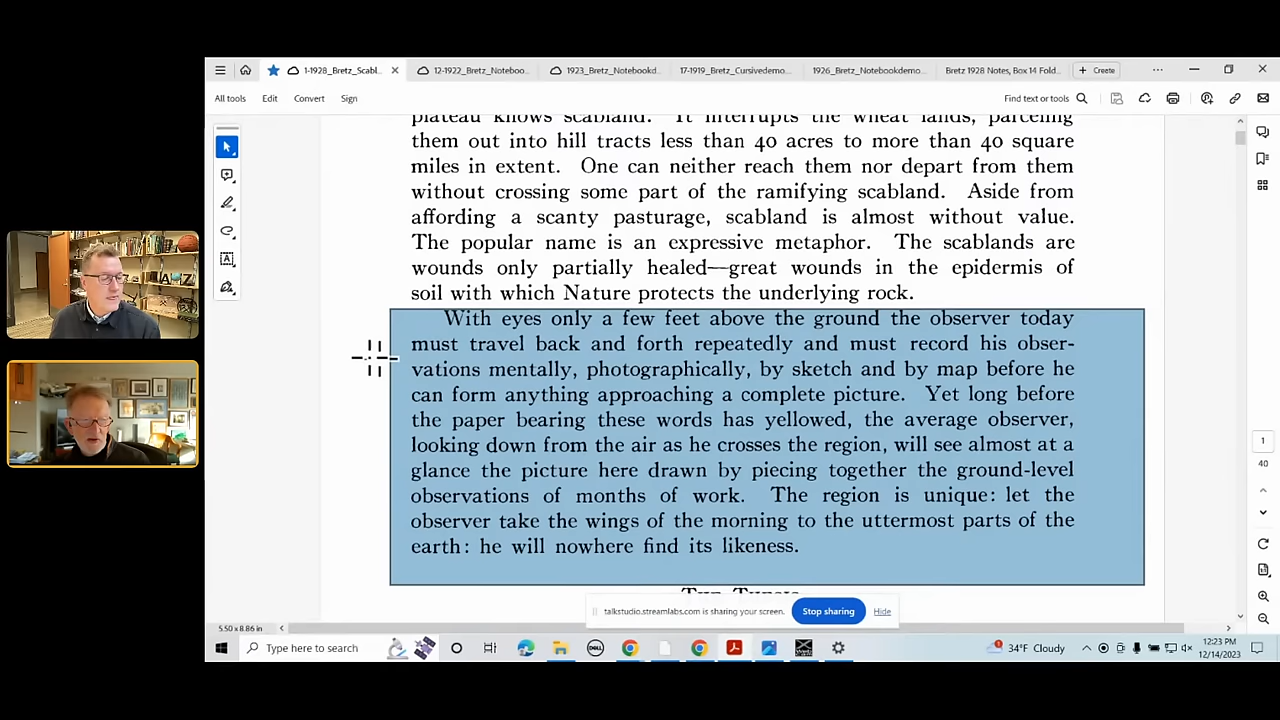 1-1928_Bretz_Scabl...
12-1922_Bretz_Noteboo...
1923_Bretz_Notebookd...
17-1919_Bretz_Cursivedemo...
1926_Bretz_Notebookdemo...
Bretz 1928 Notes, Box 14 Fold...
+ Create
All tools
Edit
Convert
Sign
Find text or tools
plateau knows scabland. It interrupts the wheat lands, parceling
them out into hill tracts less than 40 acres to more than 40 square
miles in extent. One can neither reach them nor depart from them
without crossing some part of the ramifying scabland. Aside from
affording a scanty pasturage, scabland is almost without value.
The popular name is an expressive metaphor. The scablands are
wounds only partially healed—great wounds in the epidermis of
soil with which Nature protects the underlying rock.
With eyes only a few feet above the ground the observer today
must travel back and forth repeatedly and must record his obser-
vations mentally, photographically, by sketch and by map before he
can form anything approaching a complete picture. Yet long before
the paper bearing these words has yellowed, the average observer,
looking down from the air as he crosses the region, will see almost at a
glance the picture here drawn by piecing together the ground-level
observations of months of work. The region is unique: let the
observer take the wings of the morning to the uttermost parts of the
earth: he will nowhere find its likeness.
1
40
talkstudio.streamlabs.com is sharing your screen.
Stop sharing
Hide
5.50 x 8.86 in
Type here to search
DELL
34°F Cloudy
12:23 PM
12/14/2023